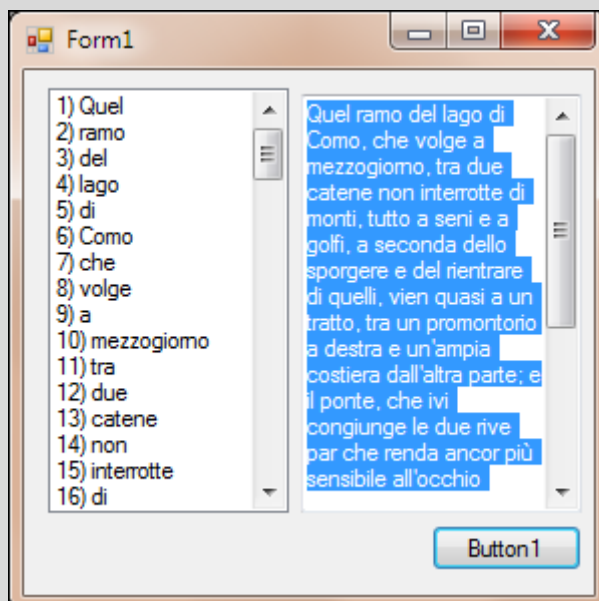 Form1
1) Quel
2) ramo
3) del
4) lago
5) di
6) Como
7) che
8) volge
9) a
10) mezzogiorno
11) tra
12) due
13) catene
14) non
15) interrotte
16) di
Quel ramo del lago di
Como, che volge a
mezzogiorno, tra due
catene non interrotte di
monti, tutto a seni e a
golfi, a seconda dello
sporgere e del rientrare
di quelli, vien quasi a un
tratto, tra un promontorio
a destra e un'ampia
costiera dall'altra parte; e
il ponte, che ivi
congiunge le due rive
par che renda ancor più
sensibile all'occhio
Button1